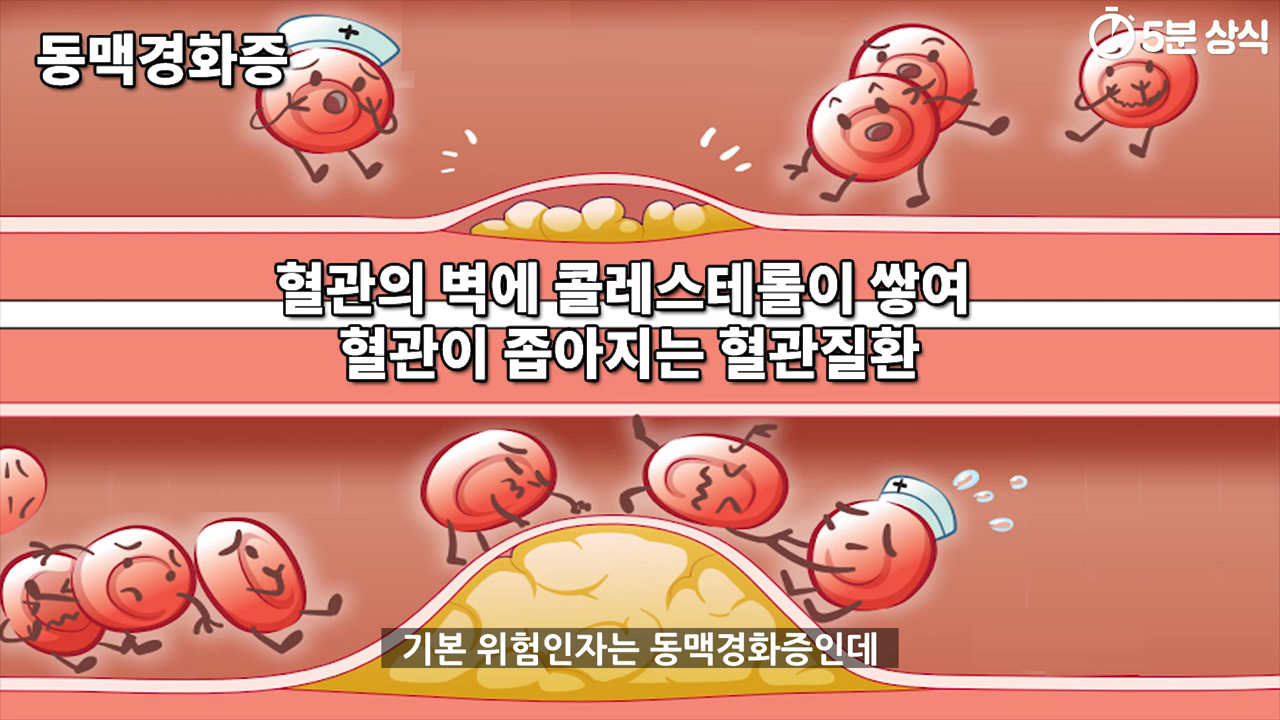 동맥경화증
5분 상식
혈관의 벽에 콜레스테롤이 쌓여
혈관이 좁아지는 혈관질환
기본 위험인자는 동맥경화증인데